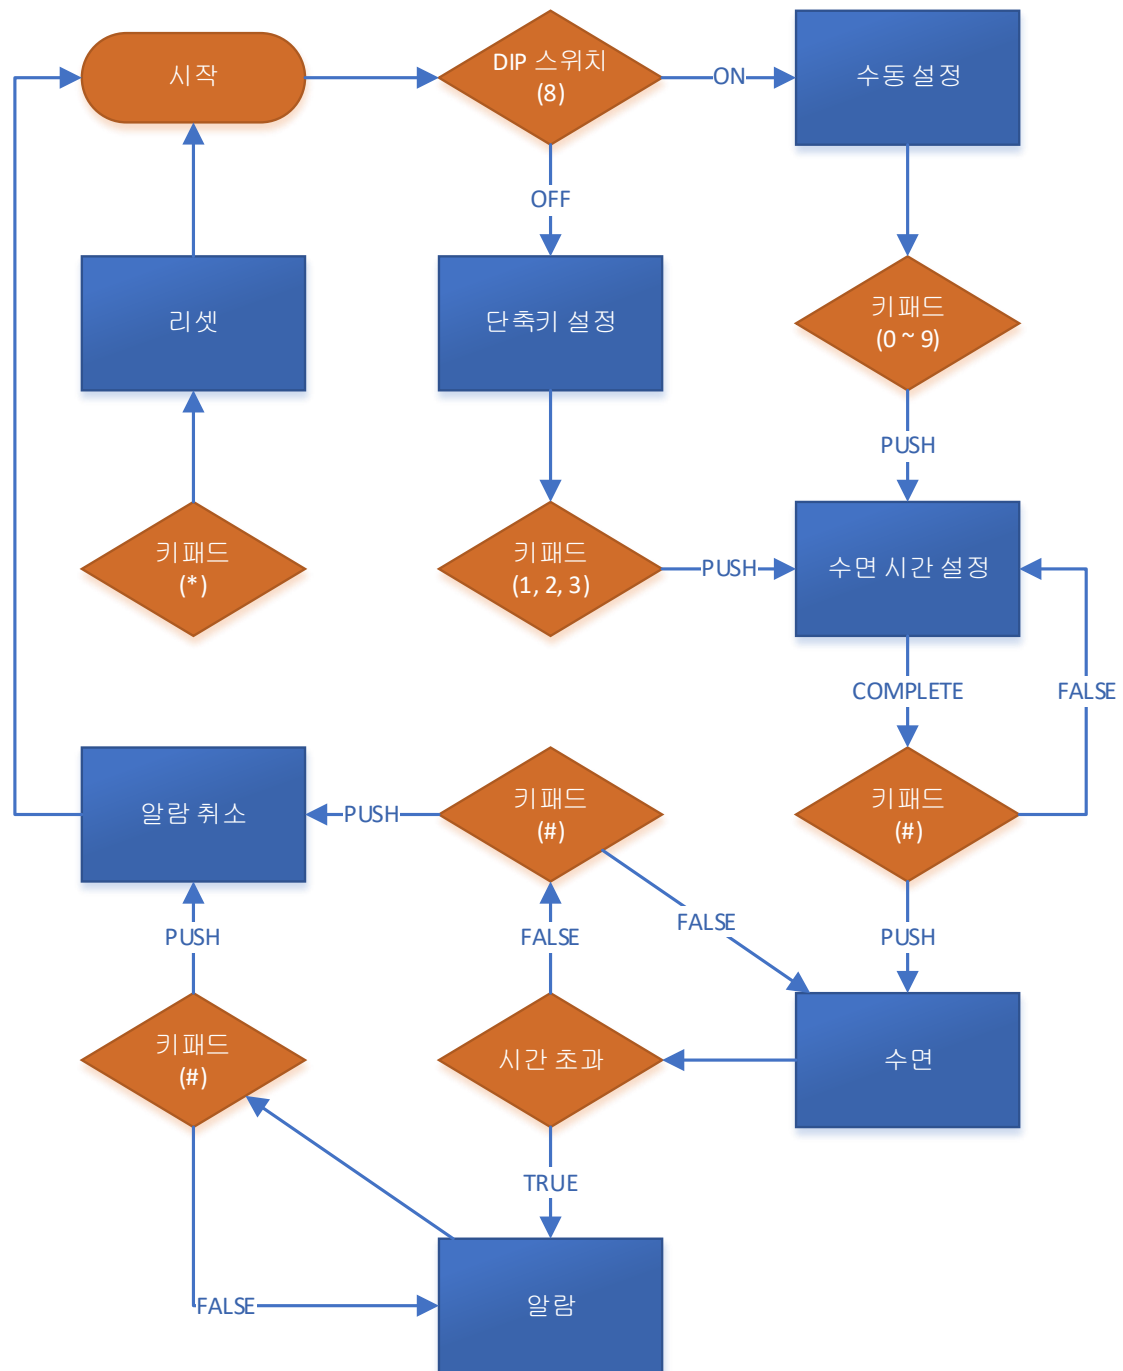 시작
DIP 스위치
(8)
ON
수동 설정
OFF
리셋
단축키 설정
키패드
(0 ~ 9)
PUSH
키패드
(*)
키패드
(1, 2, 3)
PUSH
수면 시간 설정
COMPLETE
FALSE
알람 취소
PUSH
키패드
(#)
키패드
(#)
PUSH
FALSE
FALSE
PUSH
키패드
(#)
시간 초과
수면
TRUE
FALSE
알람